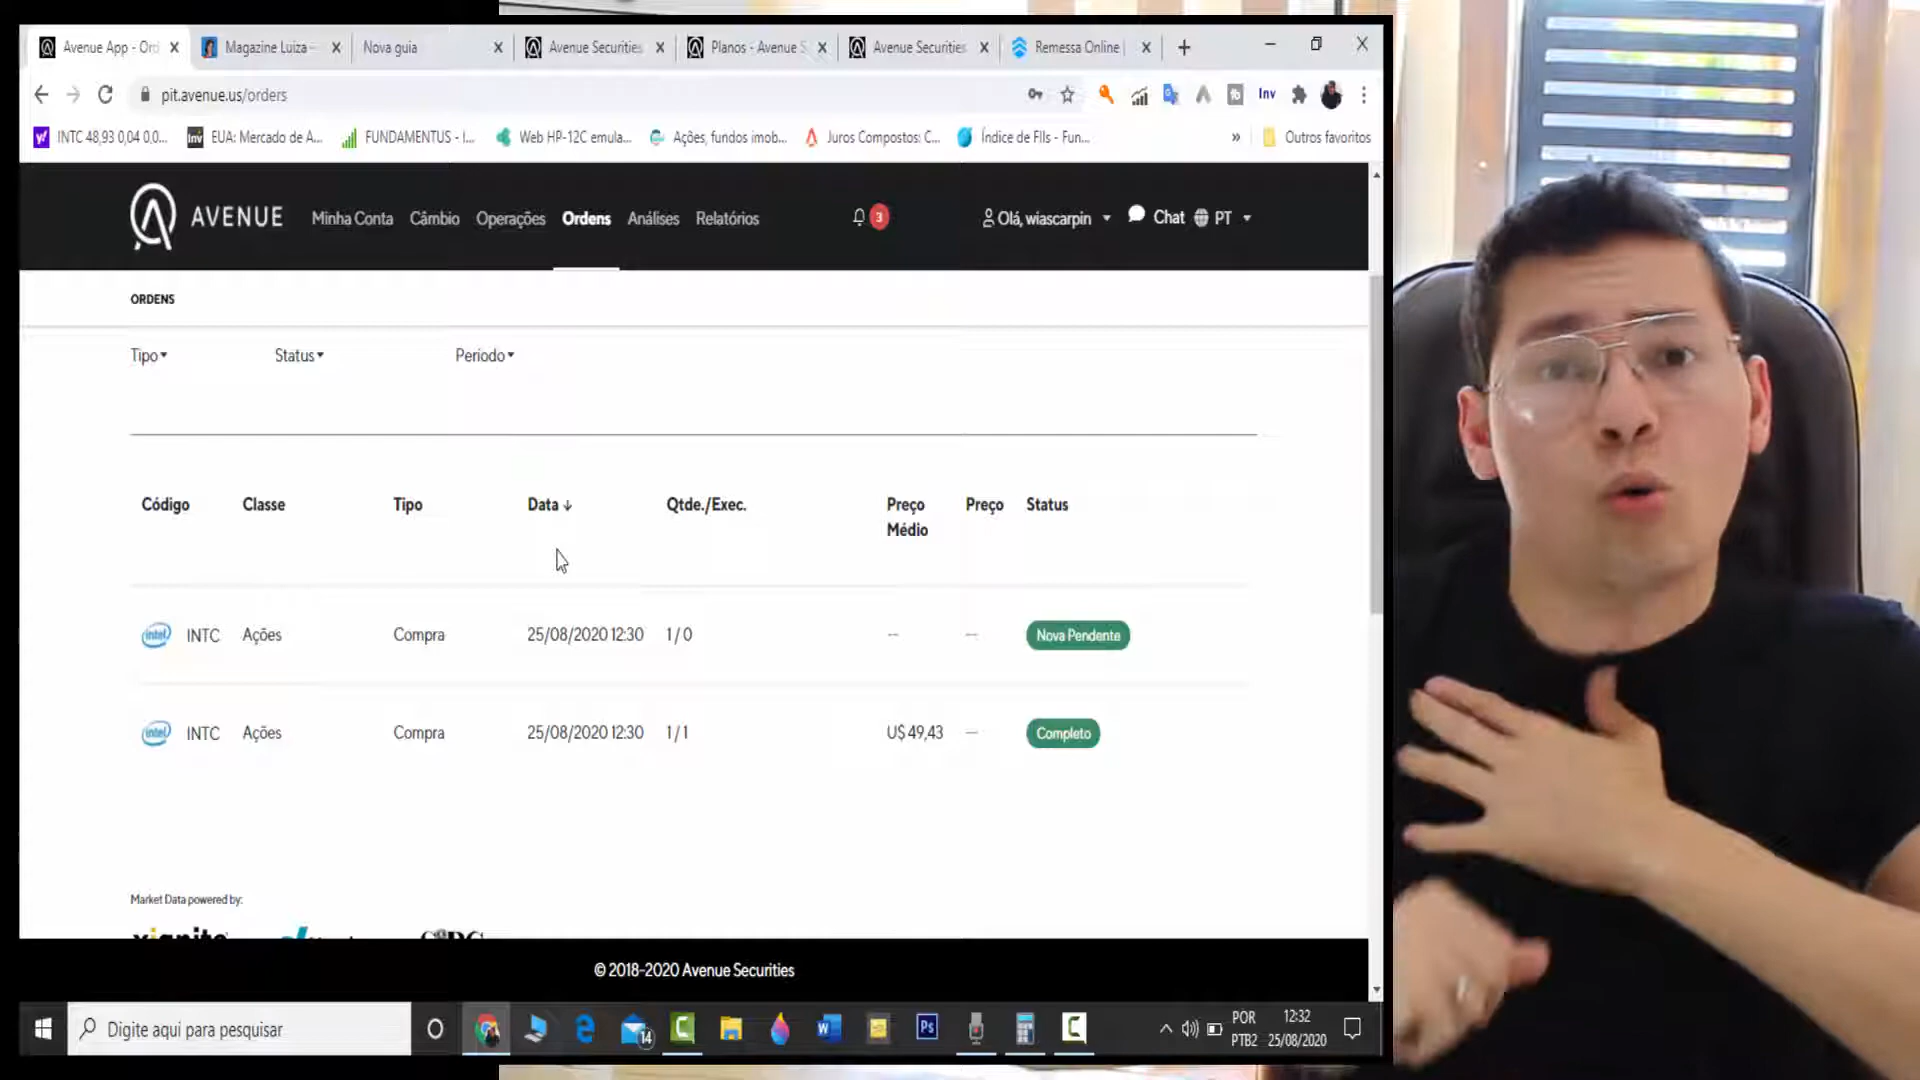 Avenue App - Ord
Magazine Luiza -
Nova guia
Avenue Securities
Planos - Avenue S
Avenue Securities
Remessa Online |
pit.avenue.us/orders
Inv
INTC 48,93 0,04 0,0...
EUA: Mercado de A...
FUNDAMENTUS - I...
Web HP-12C emula...
Ações, fundos imob...
Juros Compostos: C...
Índice de FIIs - Fun...
»
Outros favoritos
AVENUE
Minha Conta
Câmbio
Operações
Ordens
Análises
Relatórios
3
Olá, wiascarpin
Chat
PT
ORDENS
Tipo
Status
Periodo
Código
Classe
Tipo
Data ↓
Qtde./Exec.
Preço Médio
Preço
Status
intel INTC Ações Compra 25/08/2020 12:30 1 / 0 -- -- Nova Pendente
intel INTC Ações Compra 25/08/2020 12:30 1 / 1 U$ 49,43 -- Completo
Market Data powered by:
© 2018-2020 Avenue Securities
Digite aqui para pesquisar
14
Ps
POR
PTB2
12:32
25/08/2020